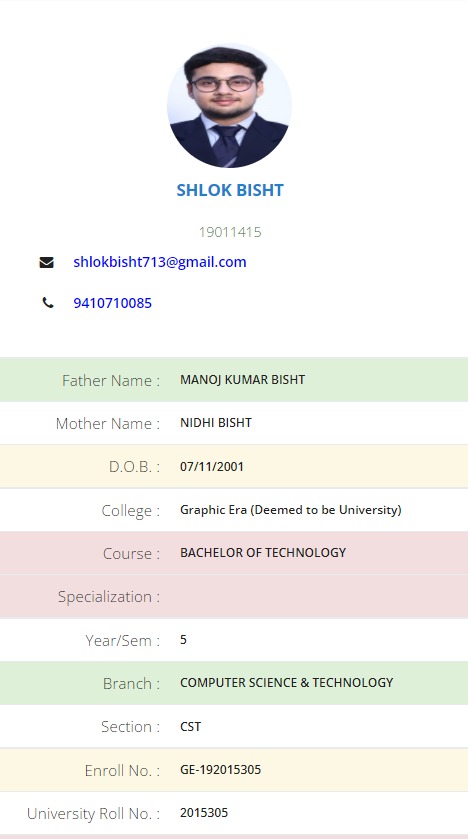 SHLOK BISHT
19011415
shlokbisht713@gmail.com
9410710085
Father Name : MANOJ KUMAR BISHT
Mother Name : NIDHI BISHT
D.O.B. : 07/11/2001
College : Graphic Era (Deemed to be University)
Course : BACHELOR OF TECHNOLOGY
Specialization :
Year/Sem : 5
Branch : COMPUTER SCIENCE & TECHNOLOGY
Section : CST
Enroll No. : GE-192015305
University Roll No. : 2015305